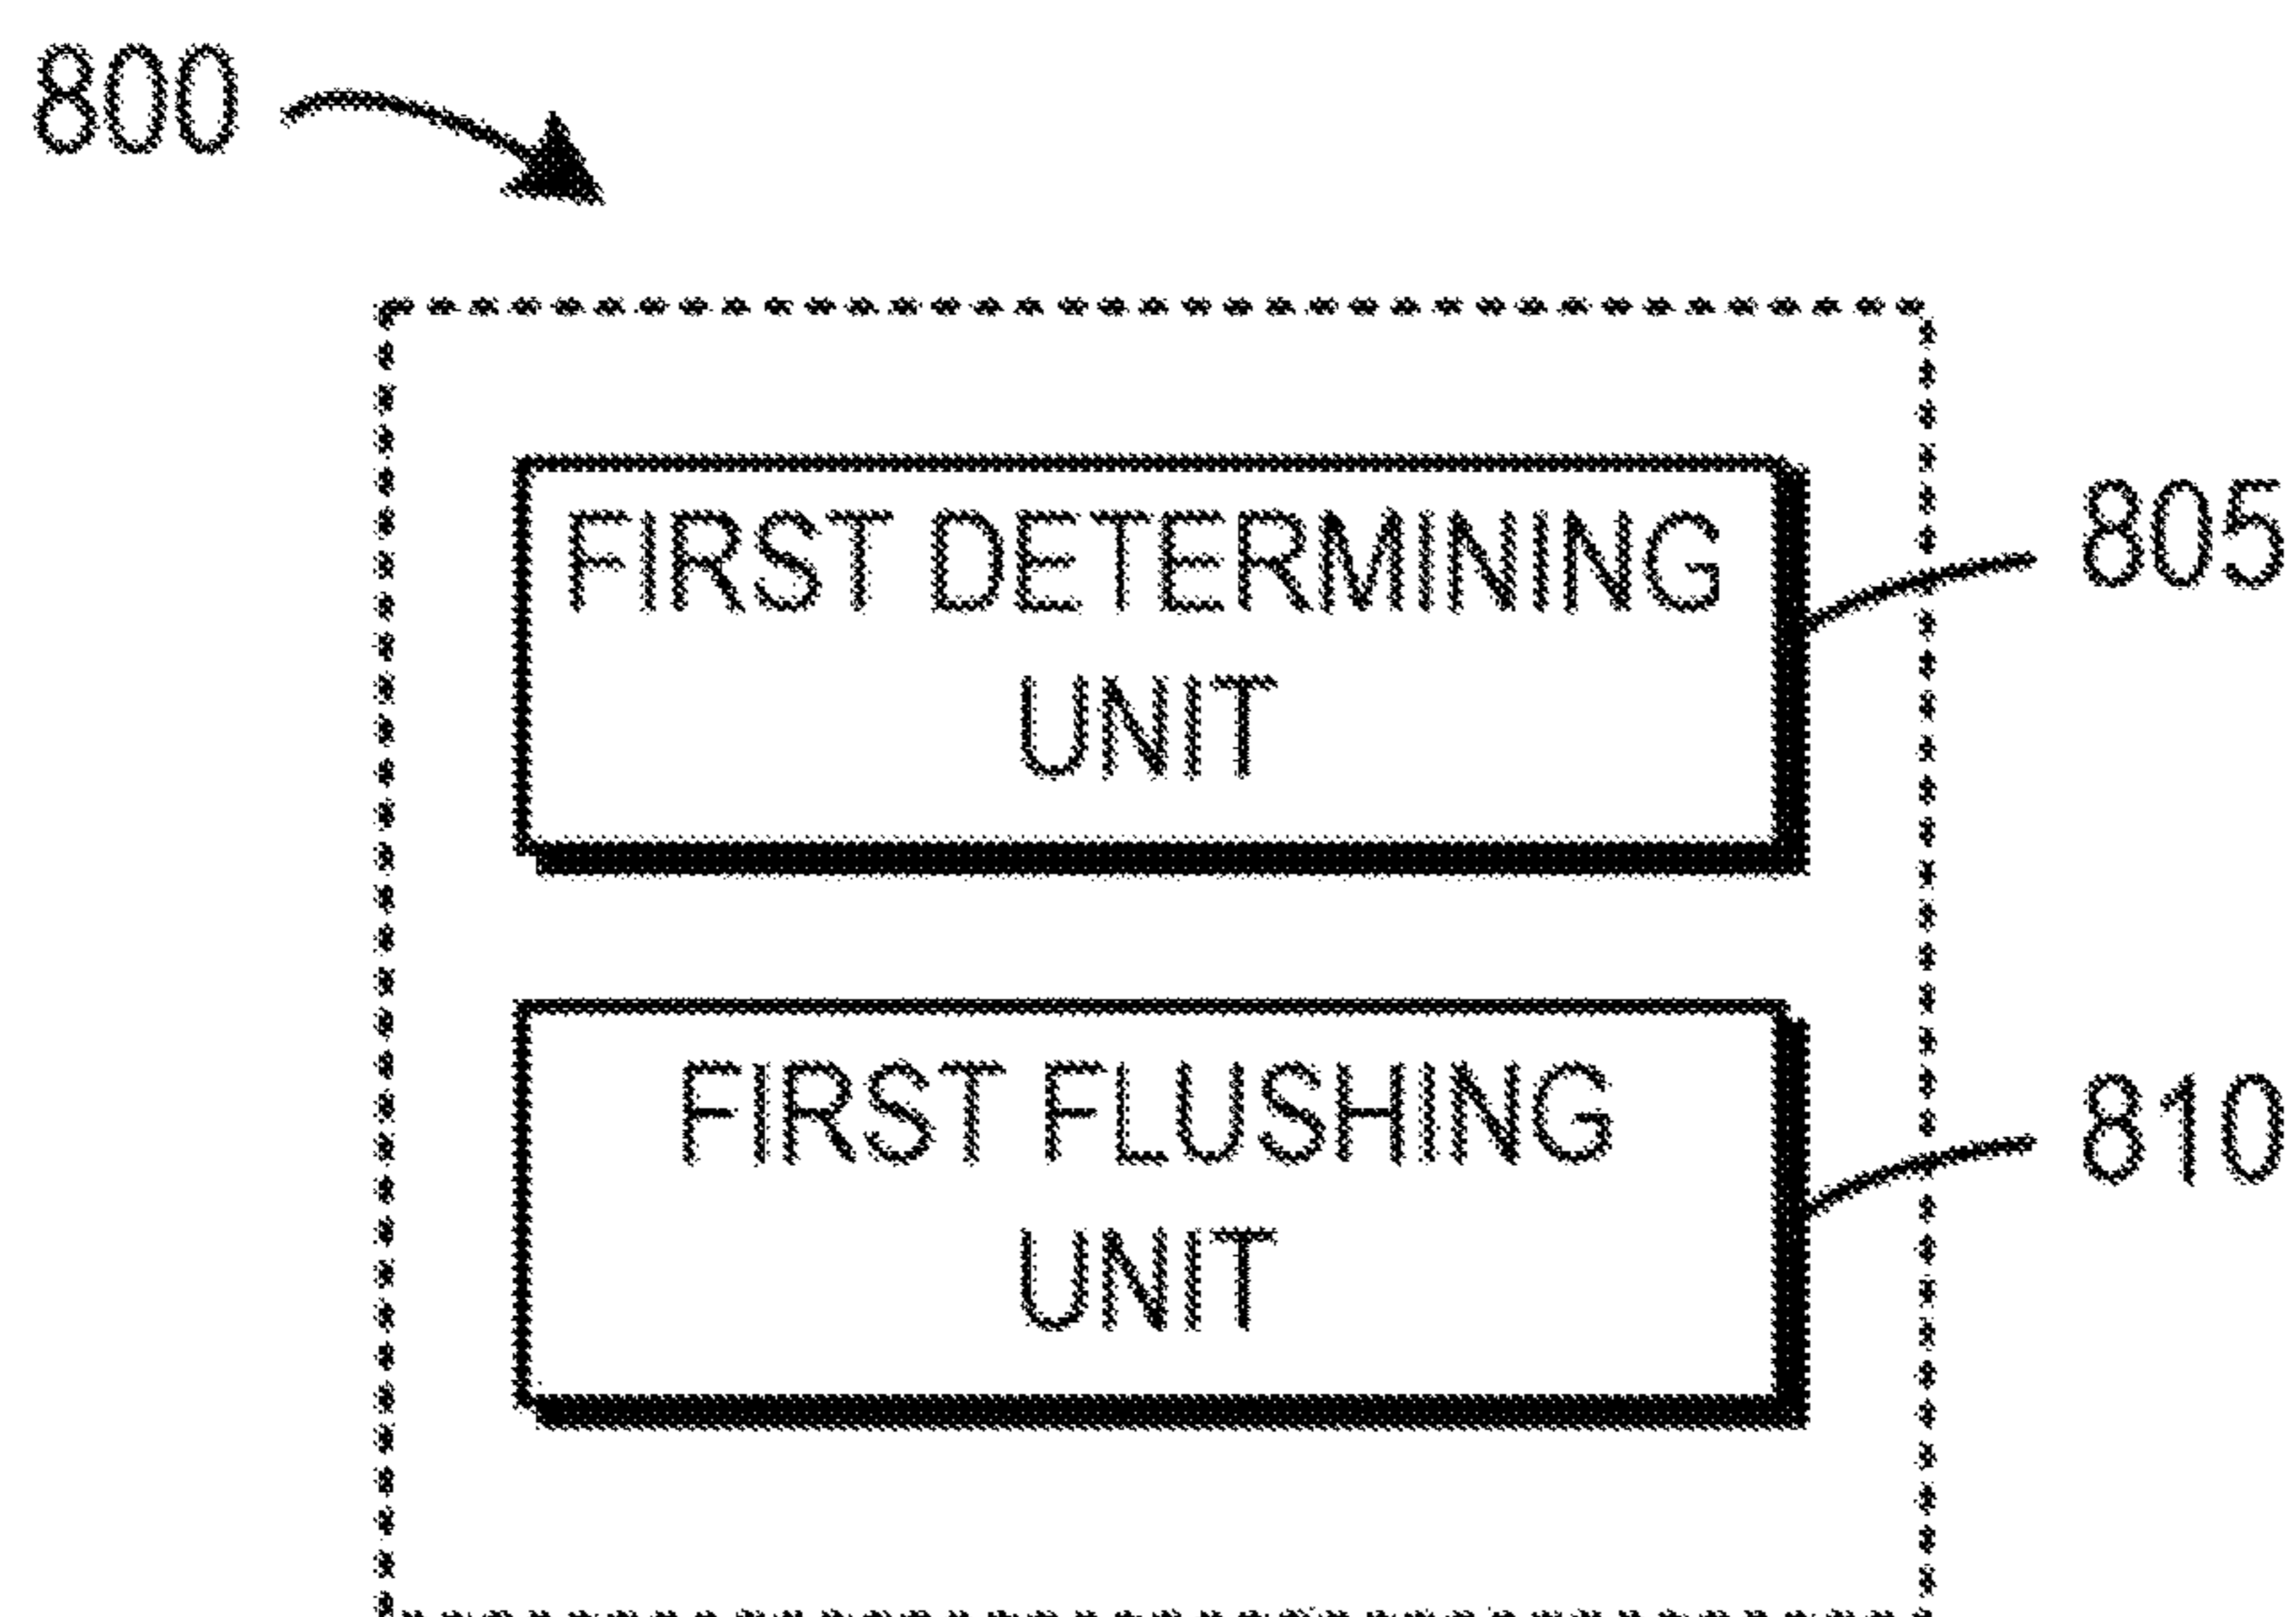 800
FIRST DETERMINING
UNIT
805
FIRST FLUSHING
UNIT
810